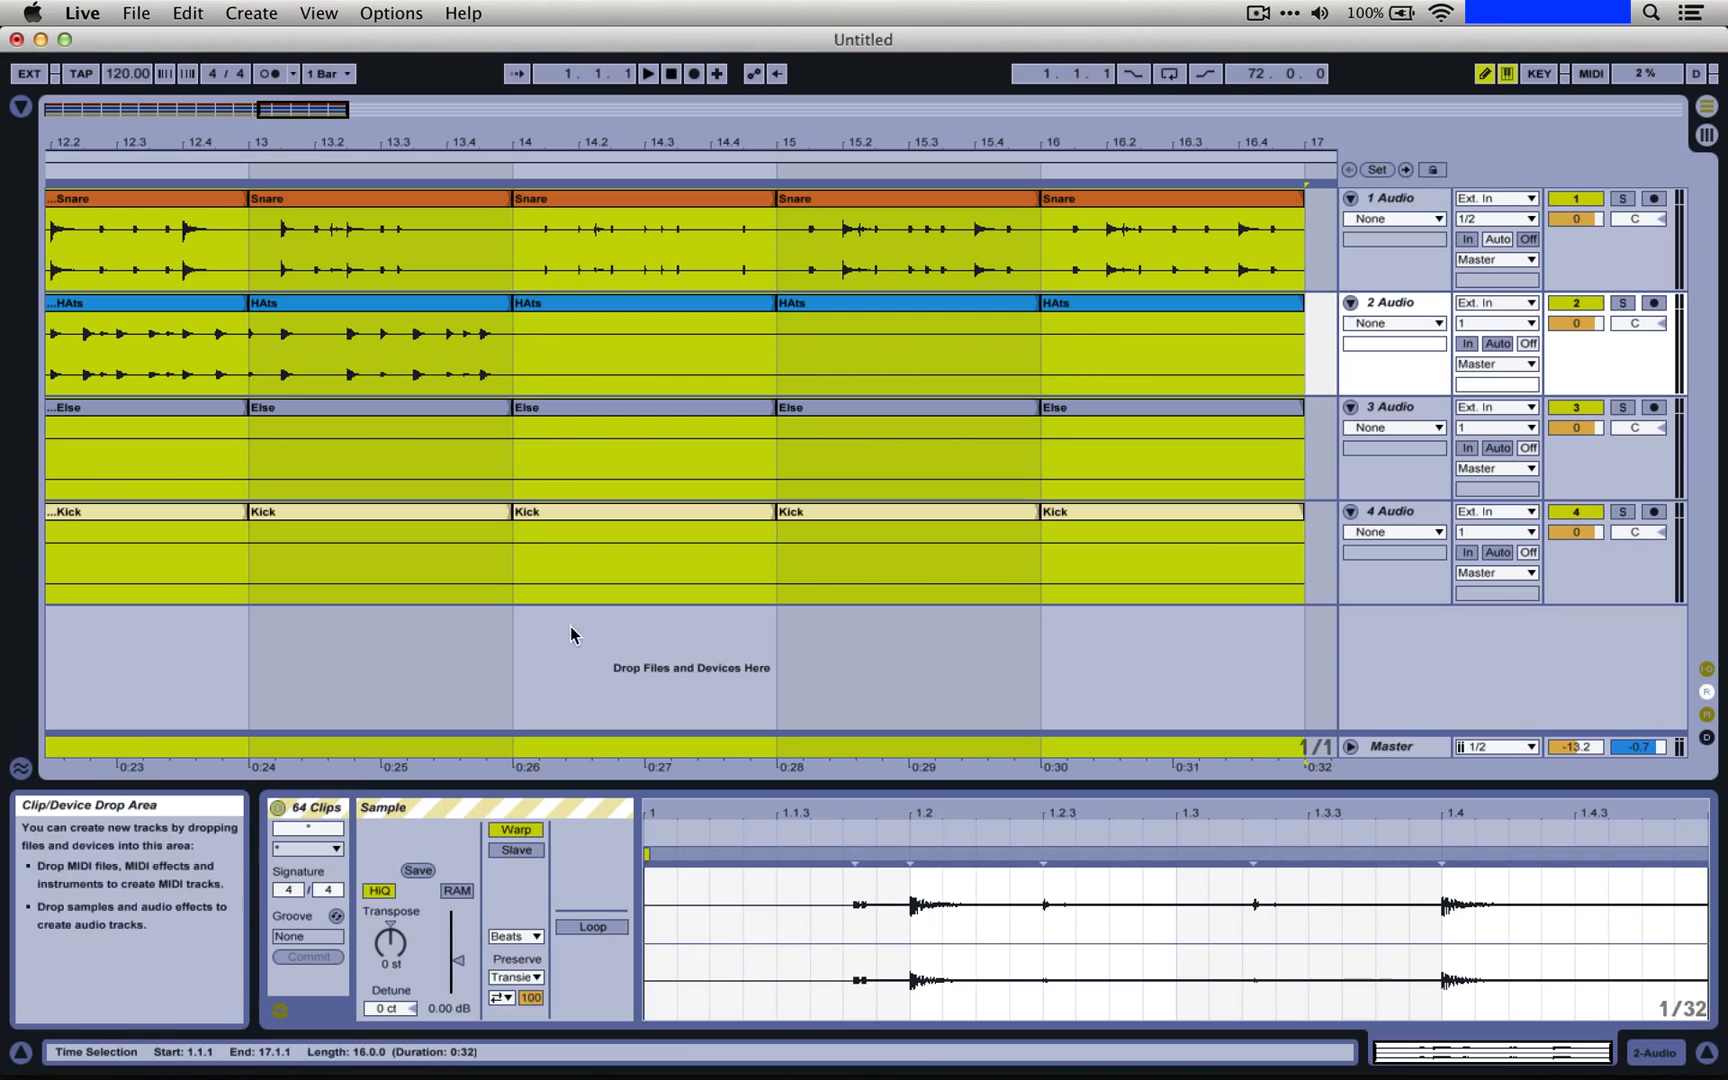 Live File Edit Create View Options Help 100%
Untitled
EXT TAP 120.00 4 / 4 1 Bar 1. 1. 1 1. 1. 1 72. 0. 0 KEY MIDI 2 % D
12.2 12.3 12.4 13 13.2 13.3 13.4 14 14.2 14.3 14.4 15 15.2 15.3 15.4 16 16.2 16.3 16.4 17
Set
...Snare Snare Snare Snare Snare 1 Audio Ext. In 1 S
None 1/2 0 C
In Auto Off
Master
...HAts HAts HAts HAts HAts 2 Audio Ext. In 2 S
None 1 0 C
In Auto Off
Master
...Else Else Else Else Else 3 Audio Ext. In 3 S
None 1 0 C
In Auto Off
Master
...Kick Kick Kick Kick Kick 4 Audio Ext. In 4 S
None 1 0 C
In Auto Off
Master
Drop Files and Devices Here
R
D
1/1 Master 1/2 -13.2 -0.7
0:23 0:24 0:25 0:26 0:27 0:28 0:29 0:30 0:31 0:32
Clip/Device Drop Area
You can create new tracks by dropping
files and devices into this area:
Drop MIDI files, MIDI effects and
instruments to create MIDI tracks.
Drop samples and audio effects to
create audio tracks.
64 Clips
*
*
Signature
4 / 4
Groove
None
Commit
Sample
Save
HiQ RAM
Transpose
0 st
Detune
0 ct 0.00 dB
Warp
Slave
Beats
Preserve
Transie
100
Loop
1 1.1.3 1.2 1.2.3 1.3 1.3.3 1.4 1.4.3
1/32
Time Selection Start: 1.1.1 End: 17.1.1 Length: 16.0.0 (Duration: 0:32) 2-Audio